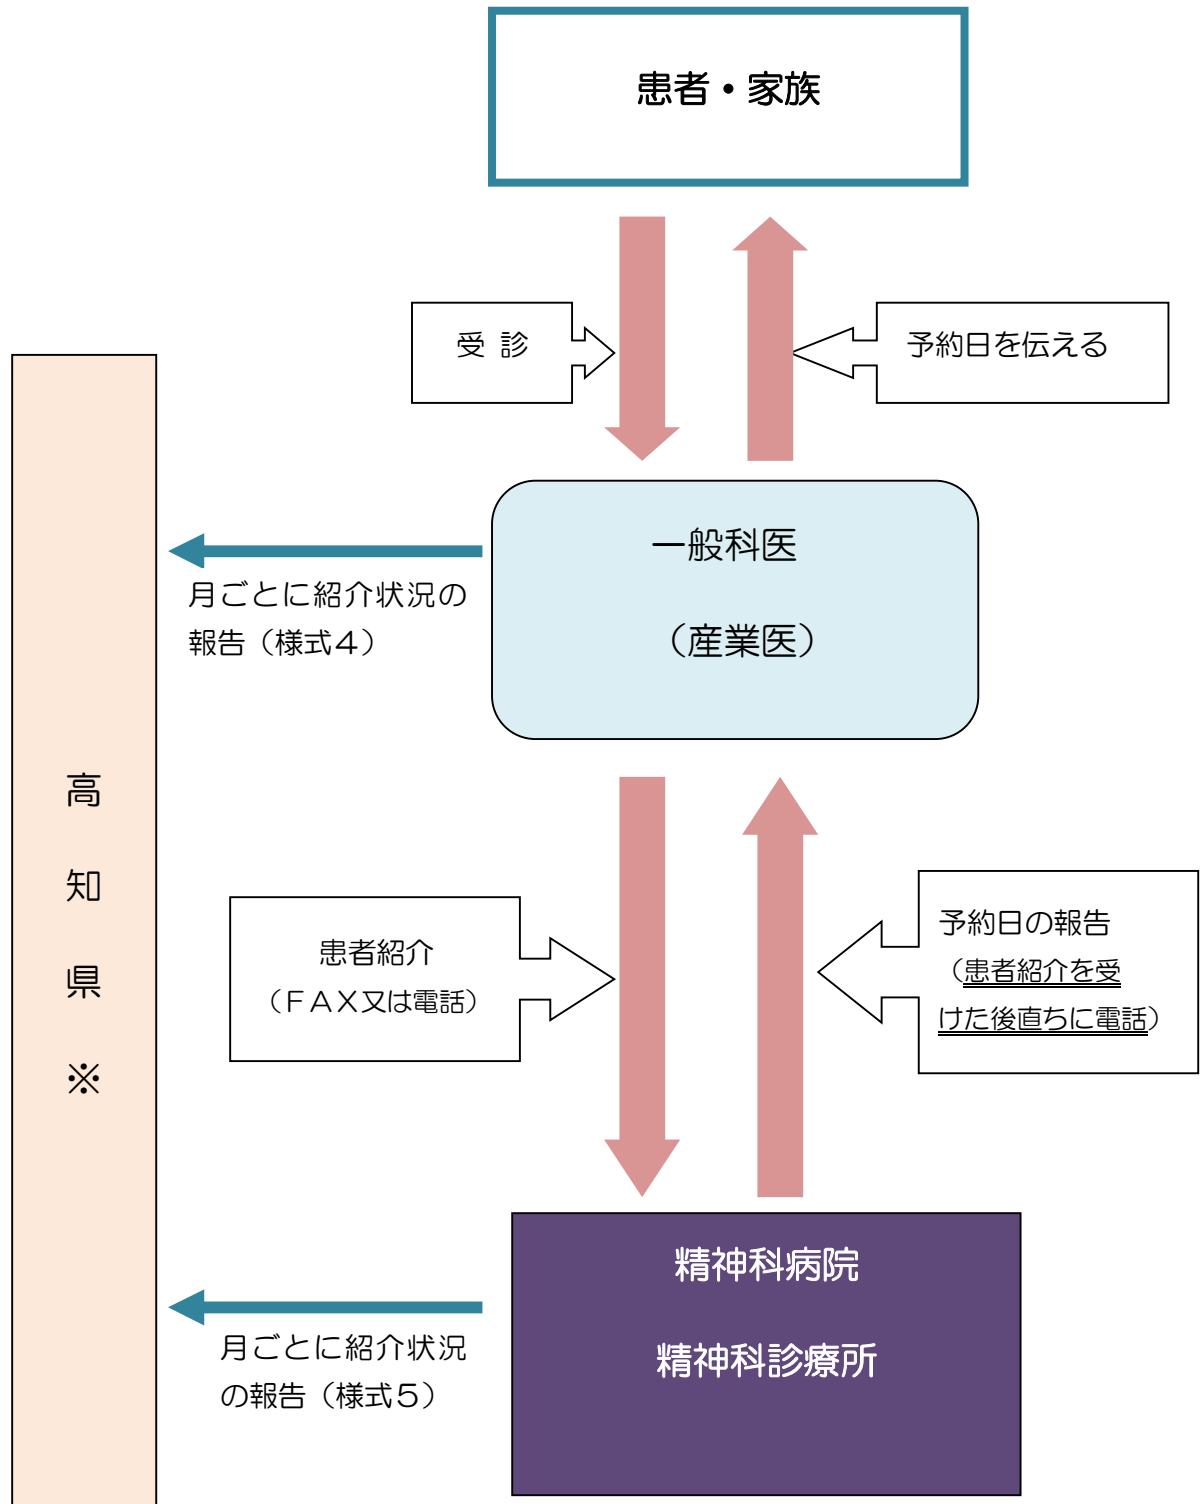 患者・家族
受 診
予約日を伝える
一般科医
（産業医）
月ごとに紹介状況の
報告（様式４）
高
知
県
※
患者紹介
（ＦＡＸ又は電話）
予約日の報告
（患者紹介を受
けた後直ちに電話）
精神科病院
精神科診療所
月ごとに紹介状況
の報告（様式５）